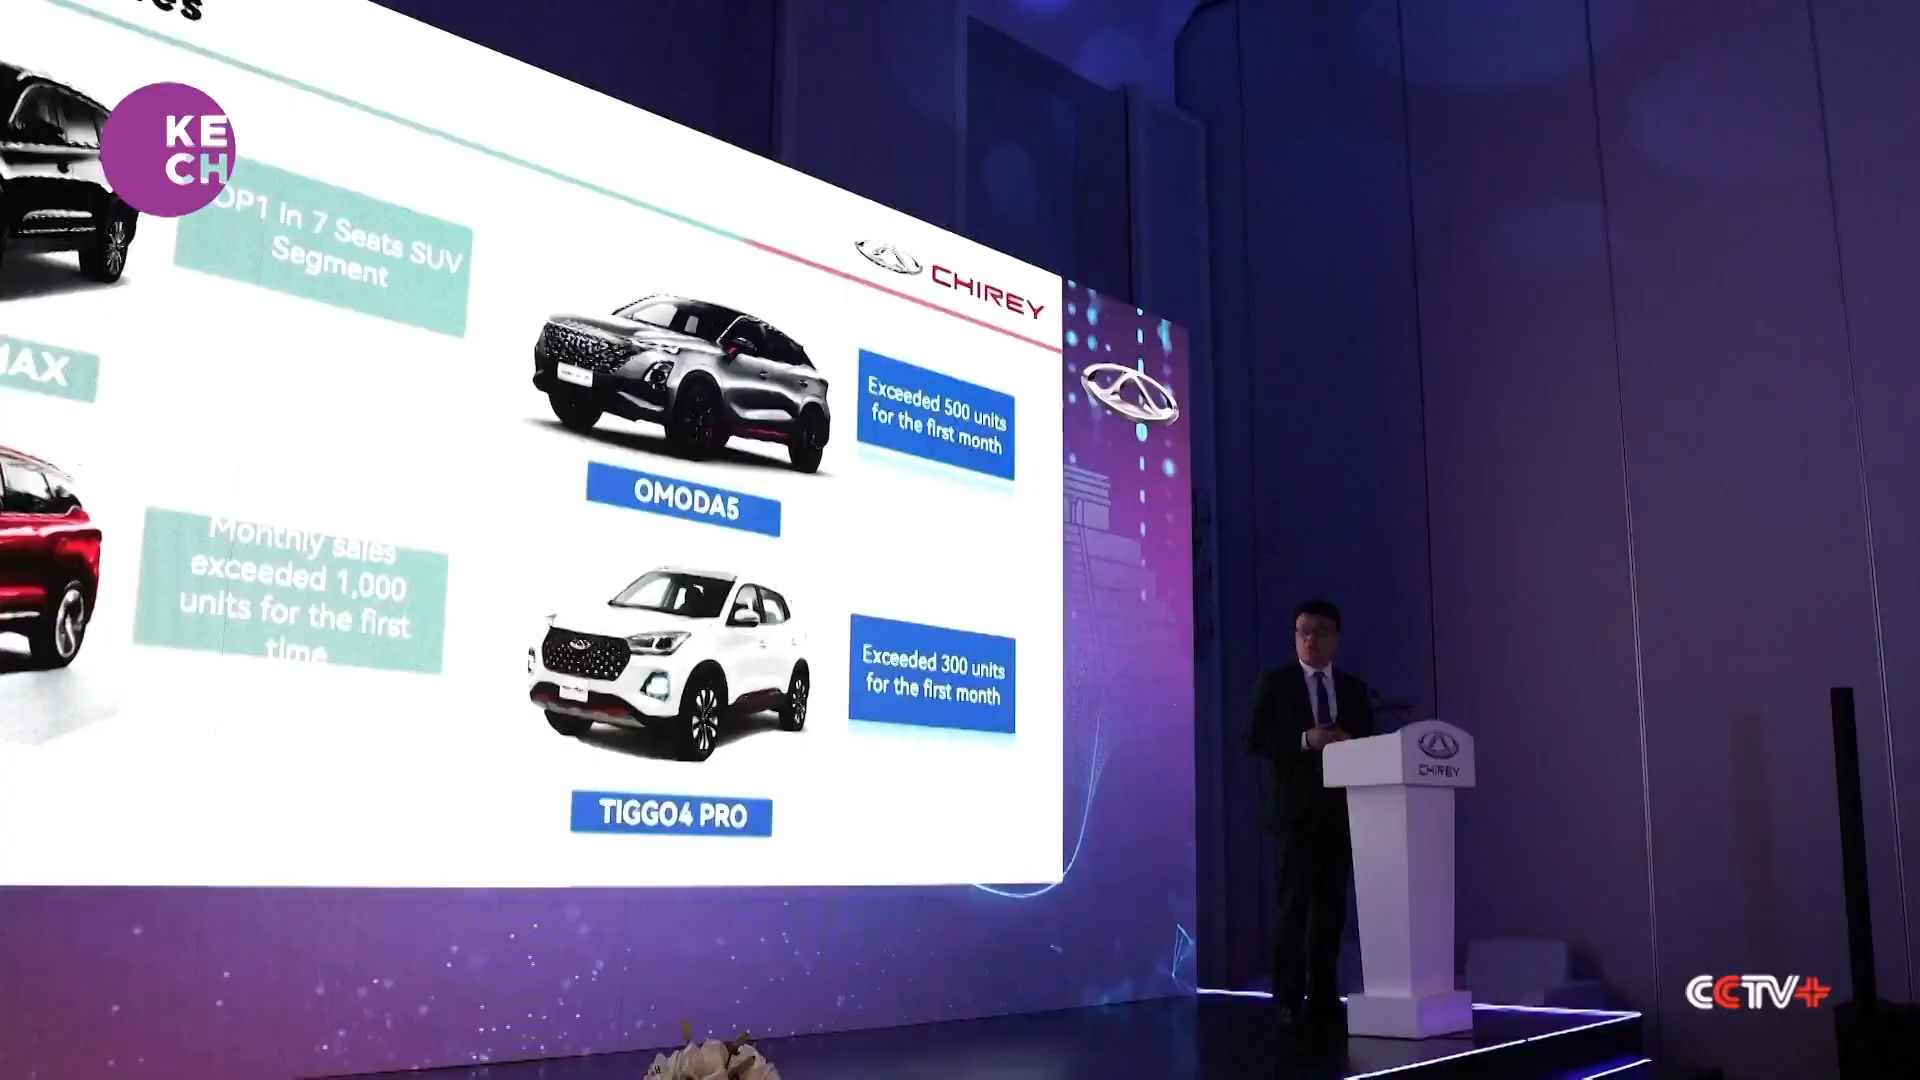 KE
CH
OP1 in 7 Seats SUV
Segment
CHIREY
Exceeded 500 units
for the first month
OMODA5
Monthly sales
exceeded 1,000
units for the first
time
Exceeded 300 units
for the first month
TIGGO4 PRO
CHIREY
CCTV+